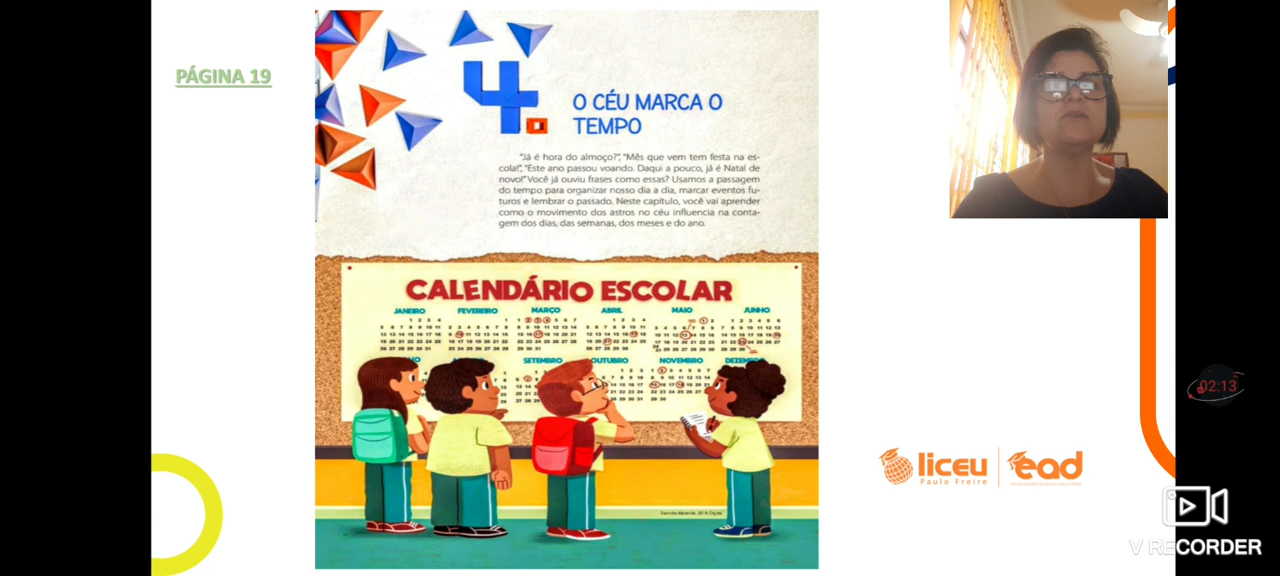 PÁGINA 19
4.
O CÉU MARCA O
TEMPO
"Já é hora do almoço?", "Mês que vem tem festa na es-
cola!", "Este ano passou voando. Daqui a pouco, já é Natal de
novo!" Você já ouviu frases como essas? Usamos a passagem
do tempo para organizar nosso dia a dia, marcar eventos fu-
turos e lembrar o passado. Neste capítulo, você vai aprender
como o movimento dos astros no céu influencia na conta-
gem dos dias, das semanas, dos meses e do ano.
CALENDÁRIO ESCOLAR
JANEIRO FEVEREIRO MARÇO ABRIL MAIO JUNHO
SETEMBRO OUTUBRO NOVEMBRO DEZEMBRO
liceu
Paulo Freire
ead
02:13
V RECORDER